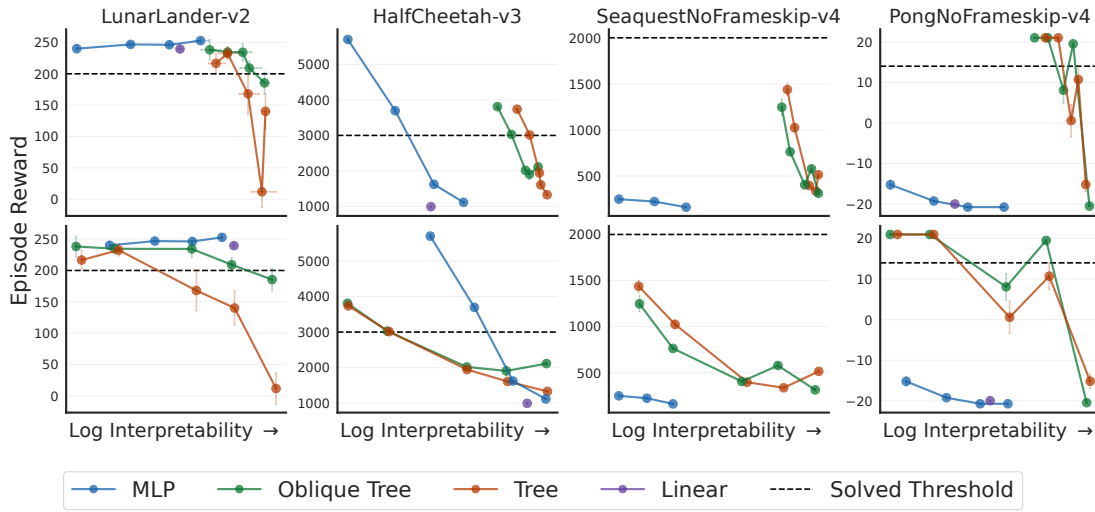 LunarLander-v2 HalfCheetah-v3 SeaquestNoFrameskip-v4 PongNoFrameskip-v4
250 200 150 100 50 0
5000 4000 3000 2000 1000
2000 1500 1000 500
20 10 0 −10 −20
Episode Reward
250 200 150 100 50 0
5000 4000 3000 2000 1000
2000 1500 1000 500
20 10 0 −10 −20
Log Interpretability → Log Interpretability → Log Interpretability → Log Interpretability →
MLP Oblique Tree Tree Linear Solved Threshold